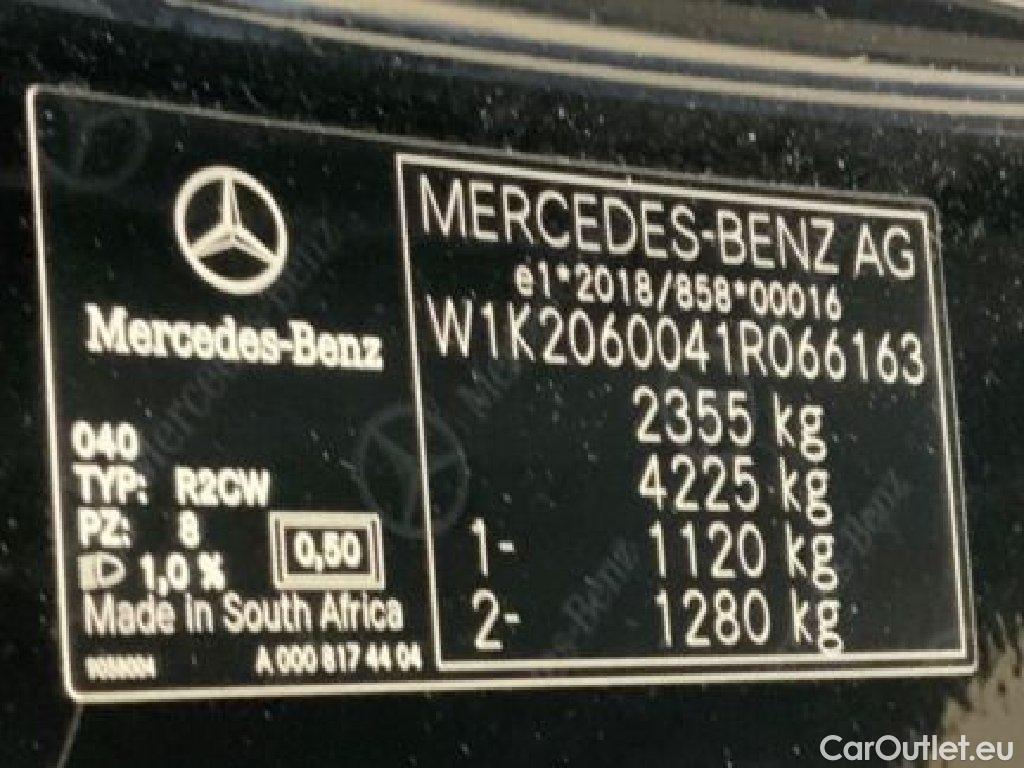 Mercedes-Benz
040
TYP: R2CW
PZ: 8
1,0 %
0,50
Made in South Africa
A 000 817 44 04
MERCEDES-BENZ AG
e1*2018/858*00016
W1K2060041R066163
2355 kg
4225 kg
1- 1120 kg
2- 1280 kg
CarOutlet.eu